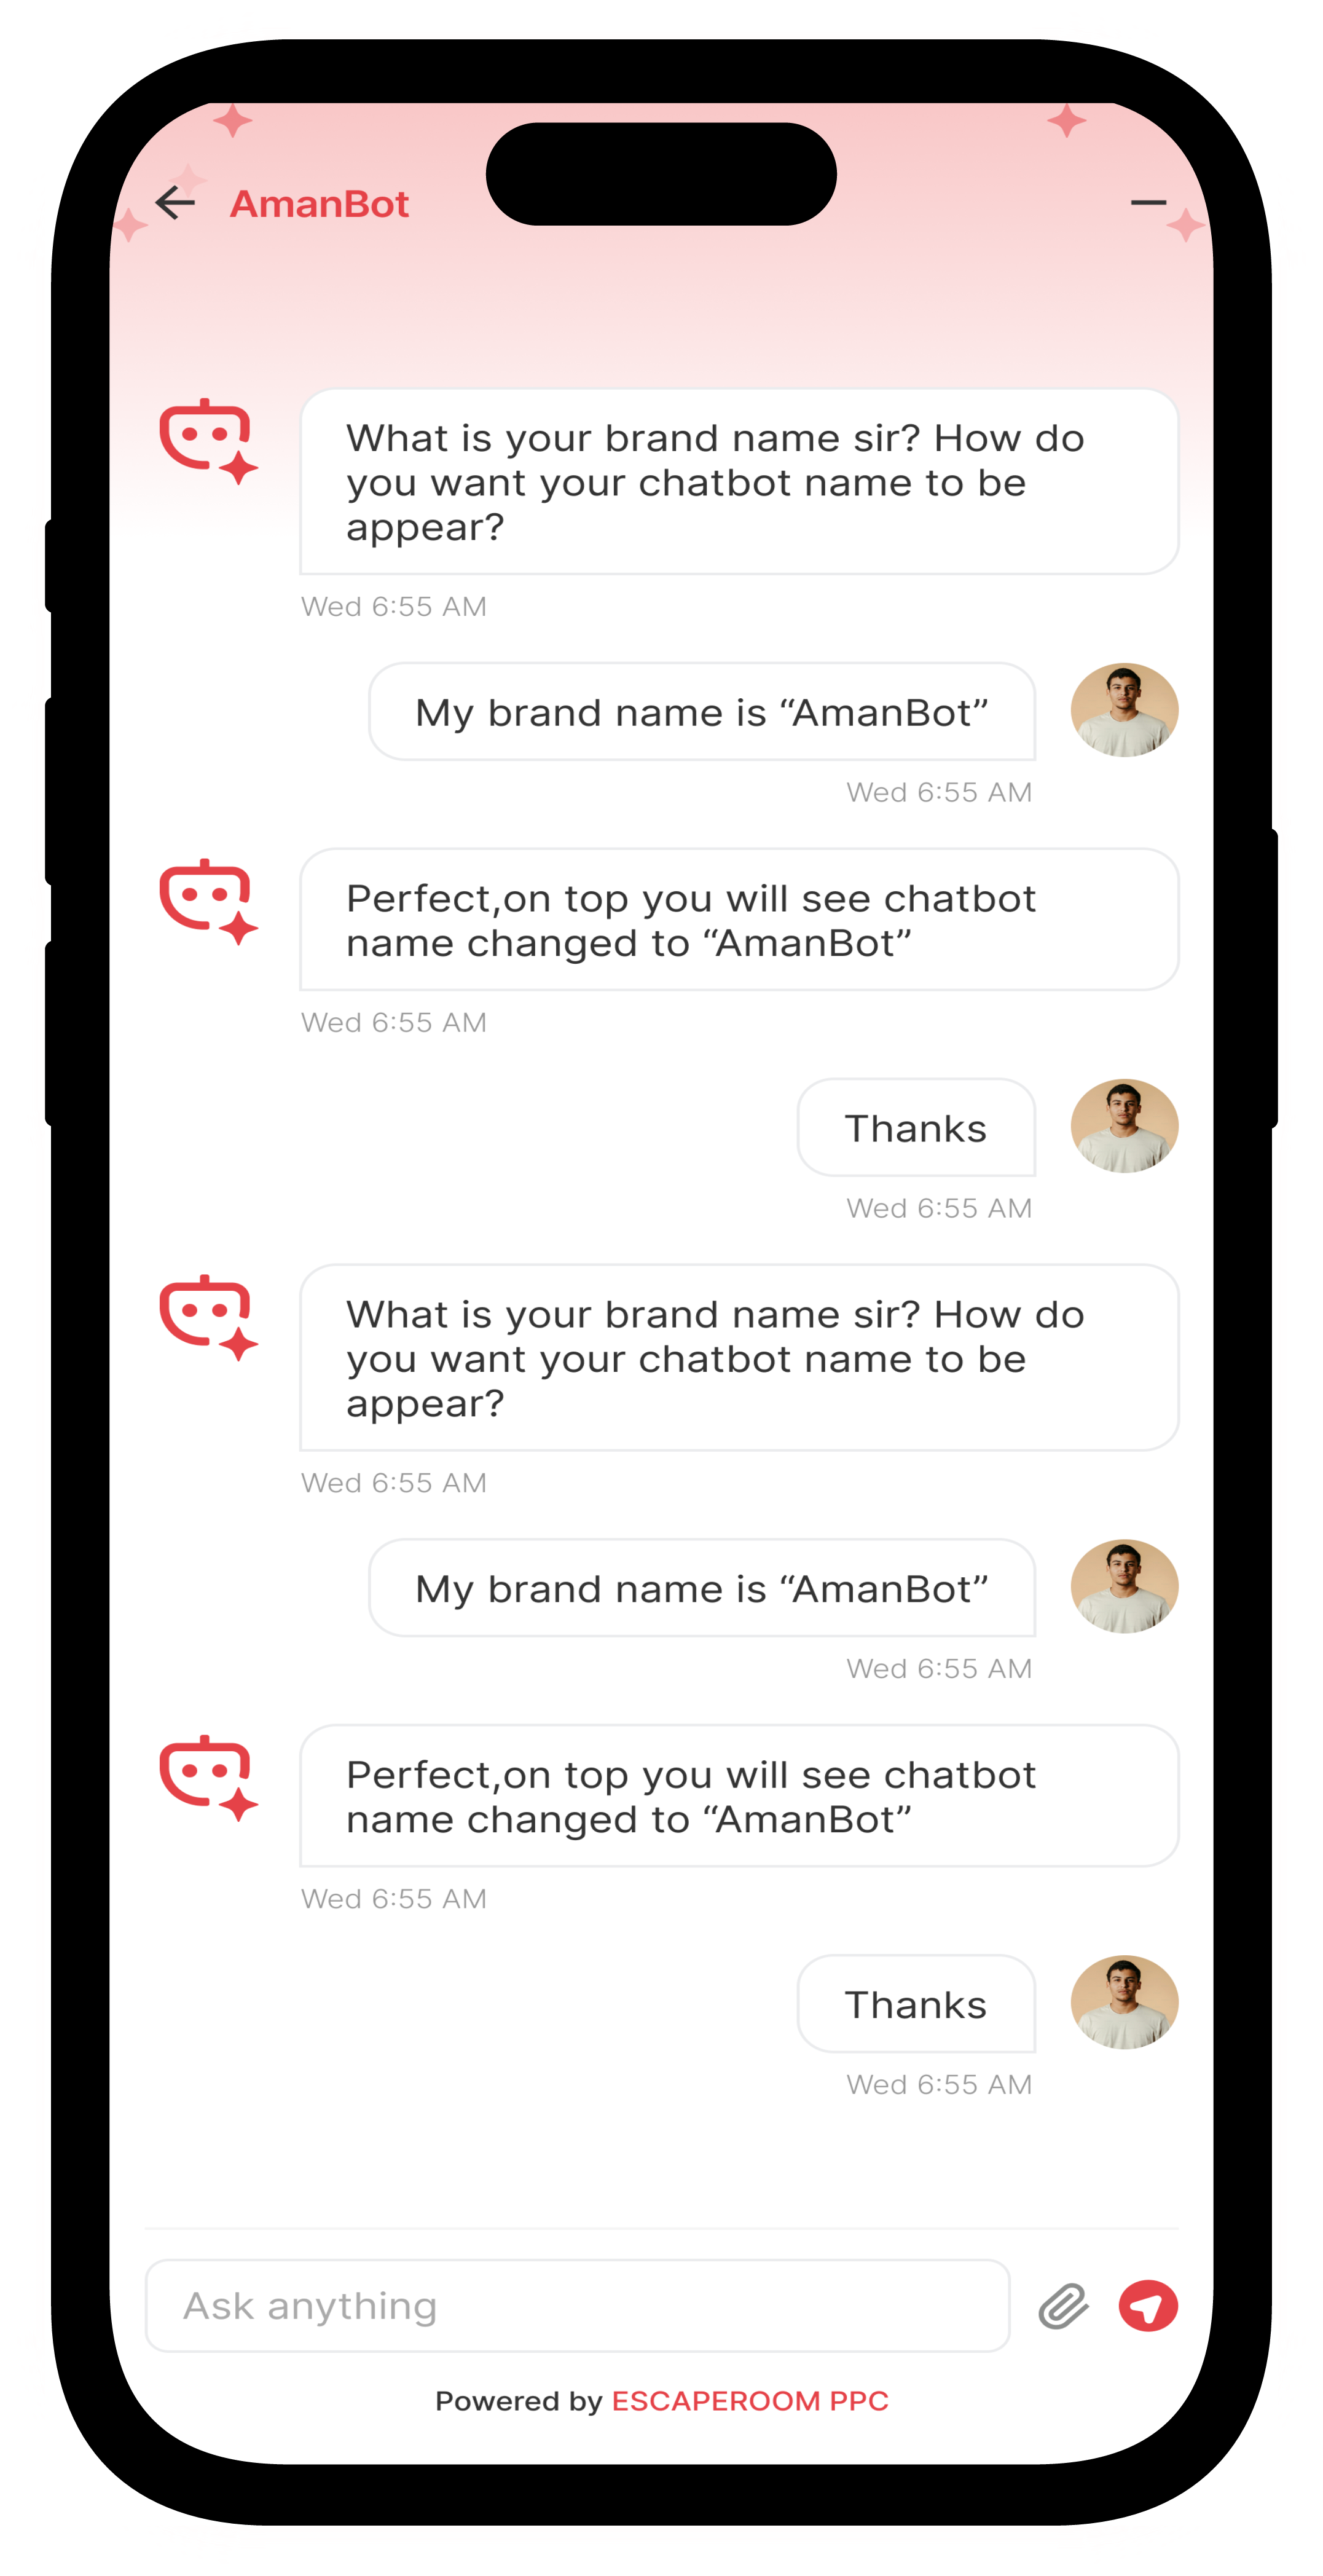 AmanBot
What is your brand name sir? How do
you want your chatbot name to be
appear?
Wed 6:55 AM
My brand name is “AmanBot”
Wed 6:55 AM
Perfect,on top you will see chatbot
name changed to “AmanBot”
Wed 6:55 AM
Thanks
Wed 6:55 AM
What is your brand name sir? How do
you want your chatbot name to be
appear?
Wed 6:55 AM
My brand name is “AmanBot”
Wed 6:55 AM
Perfect,on top you will see chatbot
name changed to “AmanBot”
Wed 6:55 AM
Thanks
Wed 6:55 AM
Ask anything
Powered by ESCAPEROOM PPC